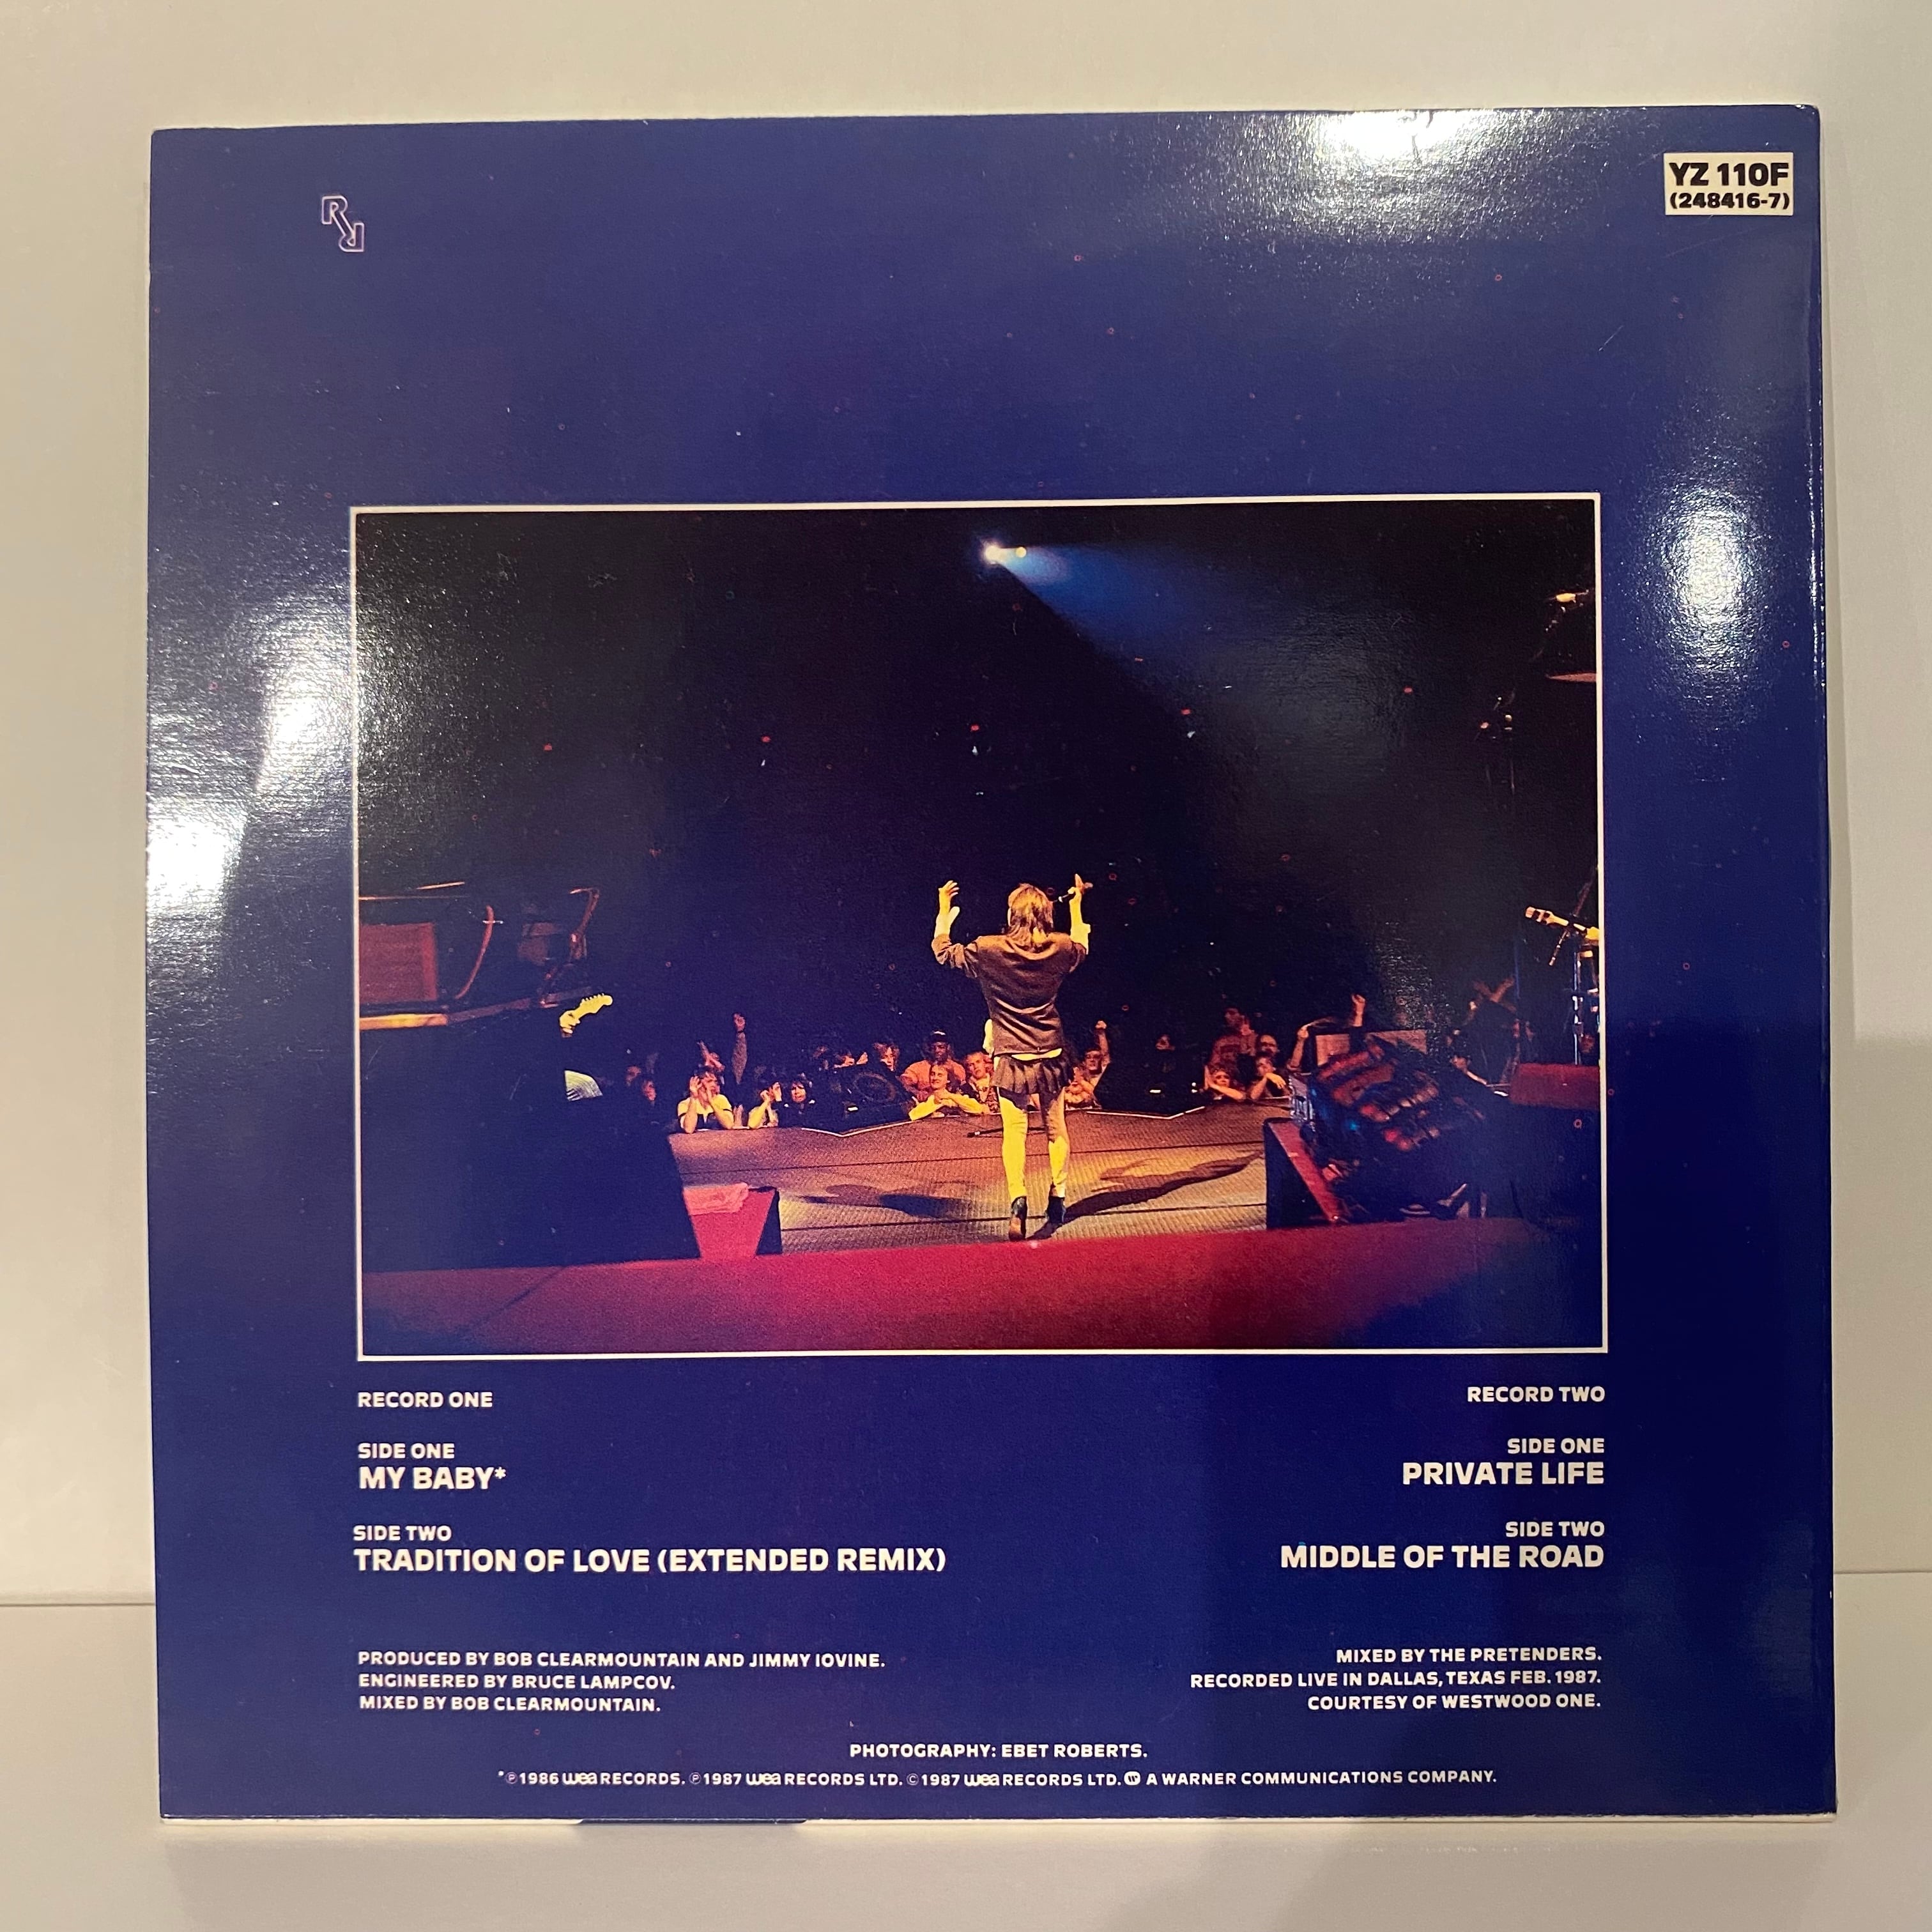 YZ 110F
(248416-7)
RECORD ONE
SIDE ONE
MY BABY*
SIDE TWO
TRADITION OF LOVE (EXTENDED REMIX)
PRODUCED BY BOB CLEARMOUNTAIN AND JIMMY IOVINE.
ENGINEERED BY BRUCE LAMPCOV.
MIXED BY BOB CLEARMOUNTAIN.
RECORD TWO
SIDE ONE
PRIVATE LIFE
SIDE TWO
MIDDLE OF THE ROAD
MIXED BY THE PRETENDERS.
RECORDED LIVE IN DALLAS, TEXAS FEB. 1987.
COURTESY OF WESTWOOD ONE.
PHOTOGRAPHY: EBET ROBERTS.
*℗1986 wea RECORDS. ℗1987 wea RECORDS LTD. ©1987 wea RECORDS LTD. A WARNER COMMUNICATIONS COMPANY.